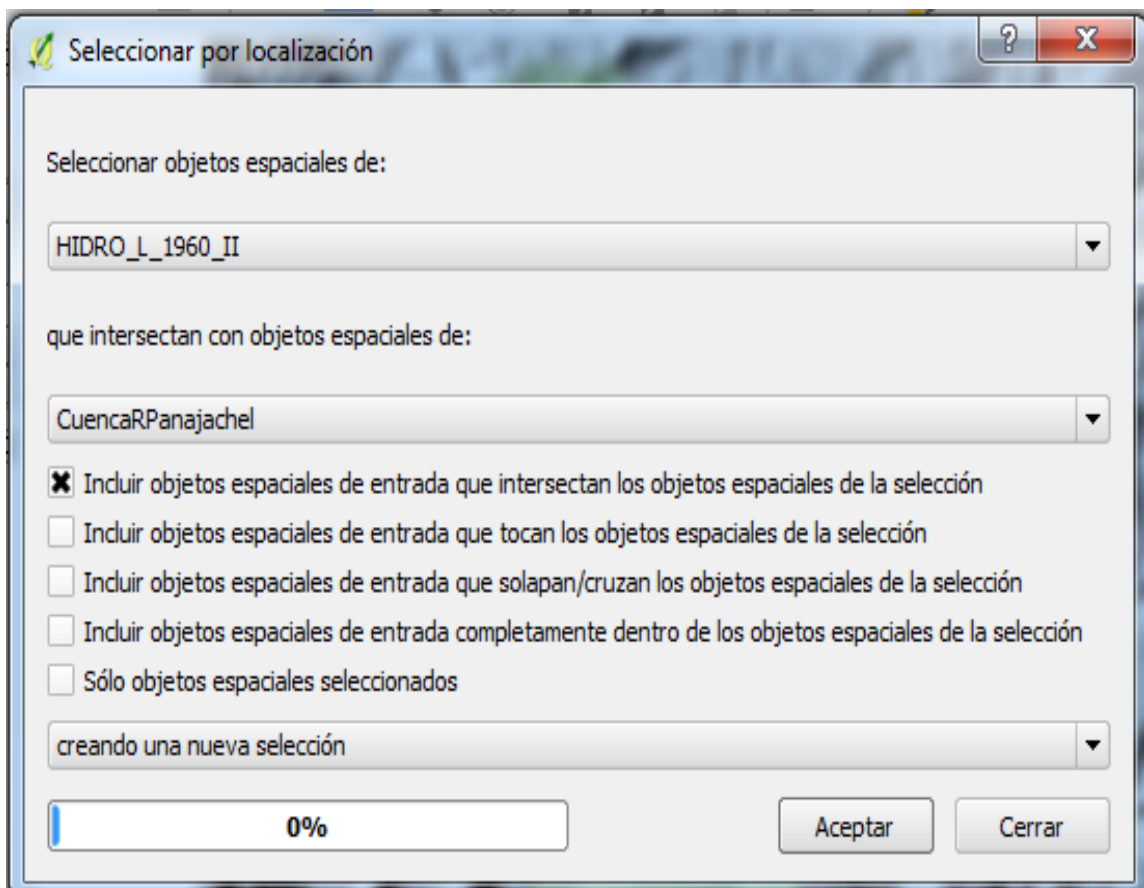 Seleccionar por localización
Seleccionar objetos espaciales de:
HIDRO_L_1960_II
que intersectan con objetos espaciales de:
CuencaRPanajachel
Incluir objetos espaciales de entrada que intersectan los objetos espaciales de la selección
Incluir objetos espaciales de entrada que tocan los objetos espaciales de la selección
Incluir objetos espaciales de entrada que solapan/cruzan los objetos espaciales de la selección
Incluir objetos espaciales de entrada completamente dentro de los objetos espaciales de la selección
Sólo objetos espaciales seleccionados
creando una nueva selección
0%
Aceptar
Cerrar